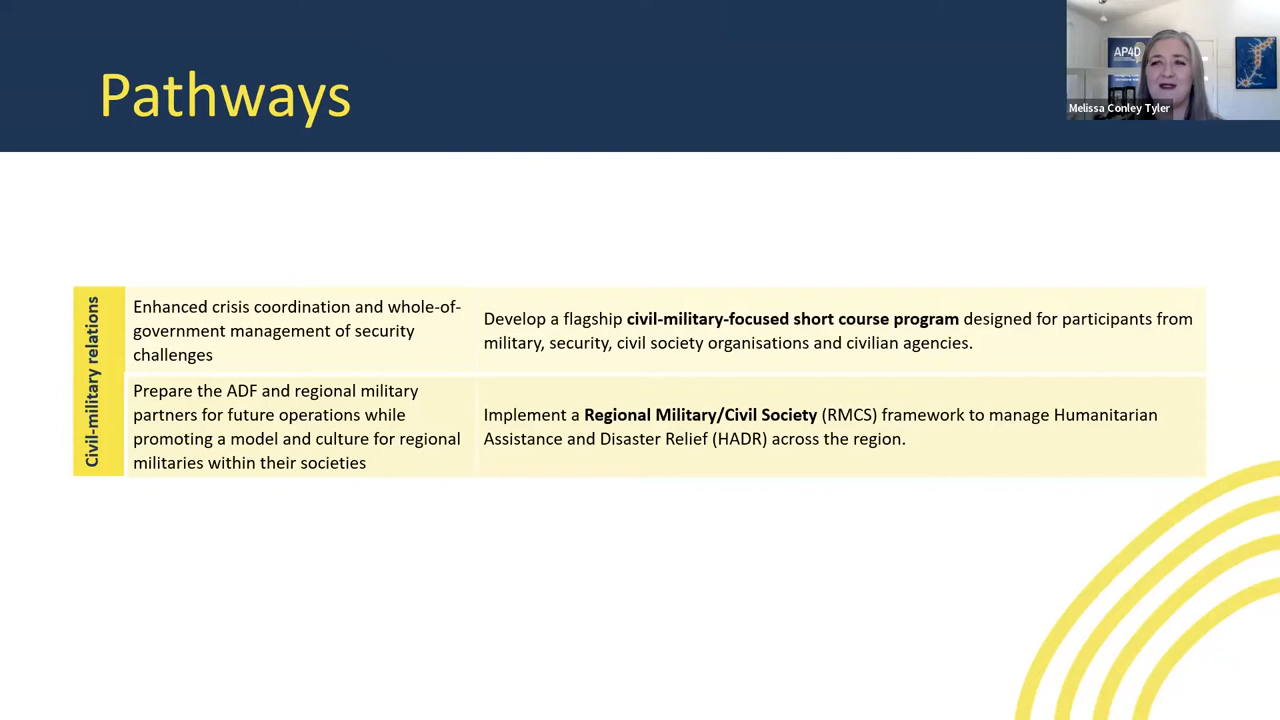 Pathways
AP4D
Melissa Conley Tyler
Civil-military relations
Enhanced crisis coordination and whole-of-
government management of security
challenges
Develop a flagship civil-military-focused short course program designed for participants from
military, security, civil society organisations and civilian agencies.
Prepare the ADF and regional military
partners for future operations while
promoting a model and culture for regional
militaries within their societies
Implement a Regional Military/Civil Society (RMCS) framework to manage Humanitarian
Assistance and Disaster Relief (HADR) across the region.